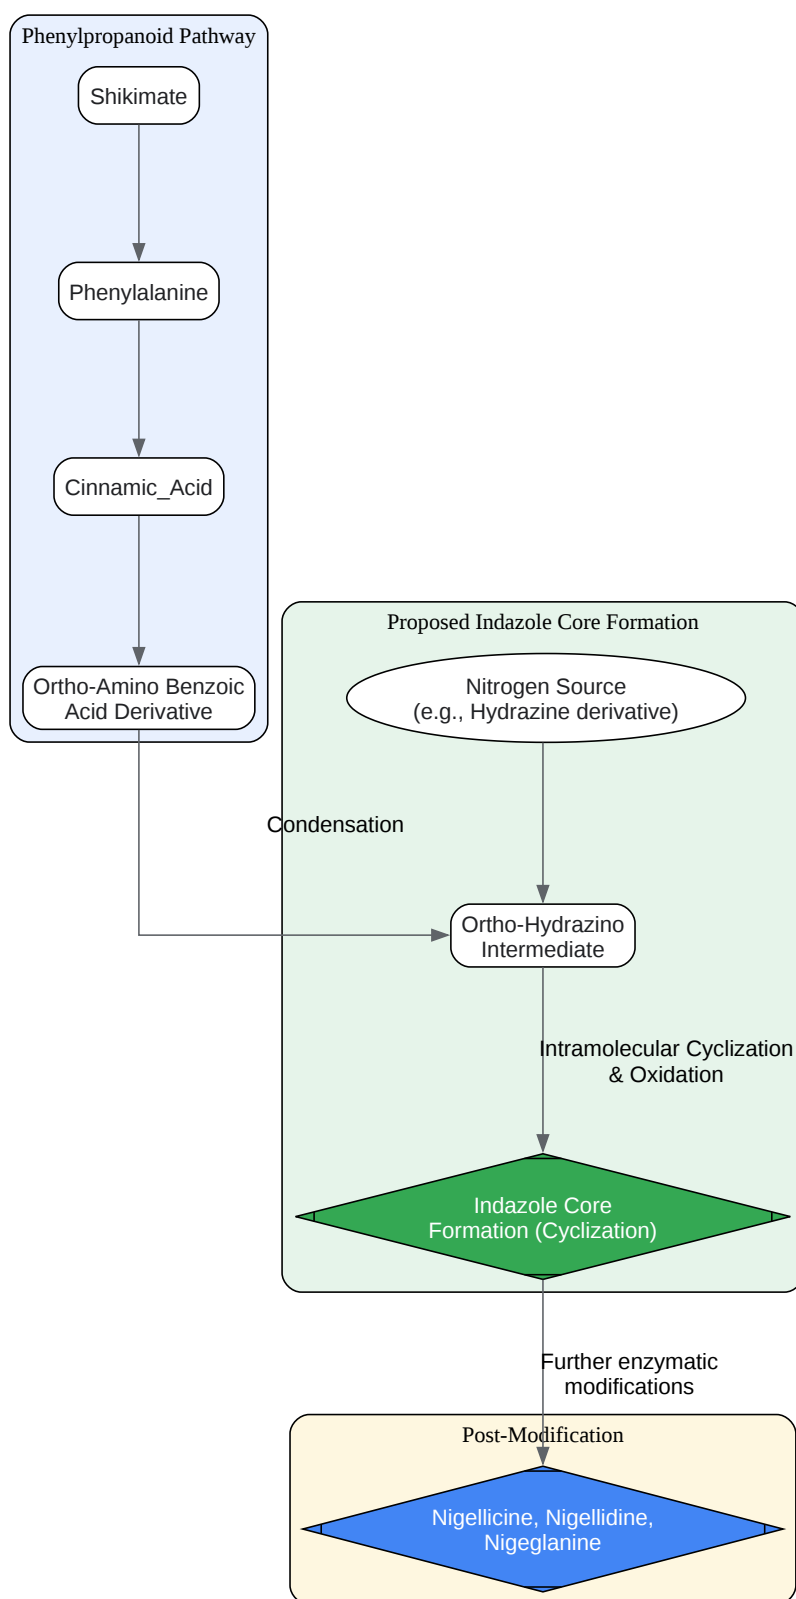 Phenylpropanoid Pathway
Shikimate
Phenylalanine
Cinnamic_Acid
Ortho-Amino Benzoic
Acid Derivative
Proposed Indazole Core Formation
Nitrogen Source
(e.g., Hydrazine derivative)
Condensation
Ortho-Hydrazino
Intermediate
Intramolecular Cyclization
& Oxidation
Indazole Core
Formation (Cyclization)
Further enzymatic
modifications
Post-Modification
Nigellicine, Nigellidine,
Nigeglanine